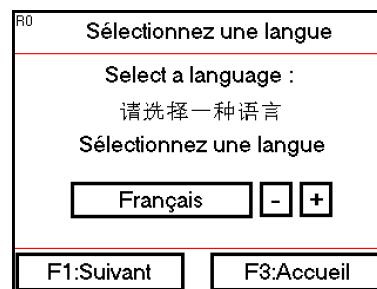 R0
Sélectionnez une langue
Select a language :
请选择一种语言
Sélectionnez une langue
Français - +
F1:Suivant F3:Accueil